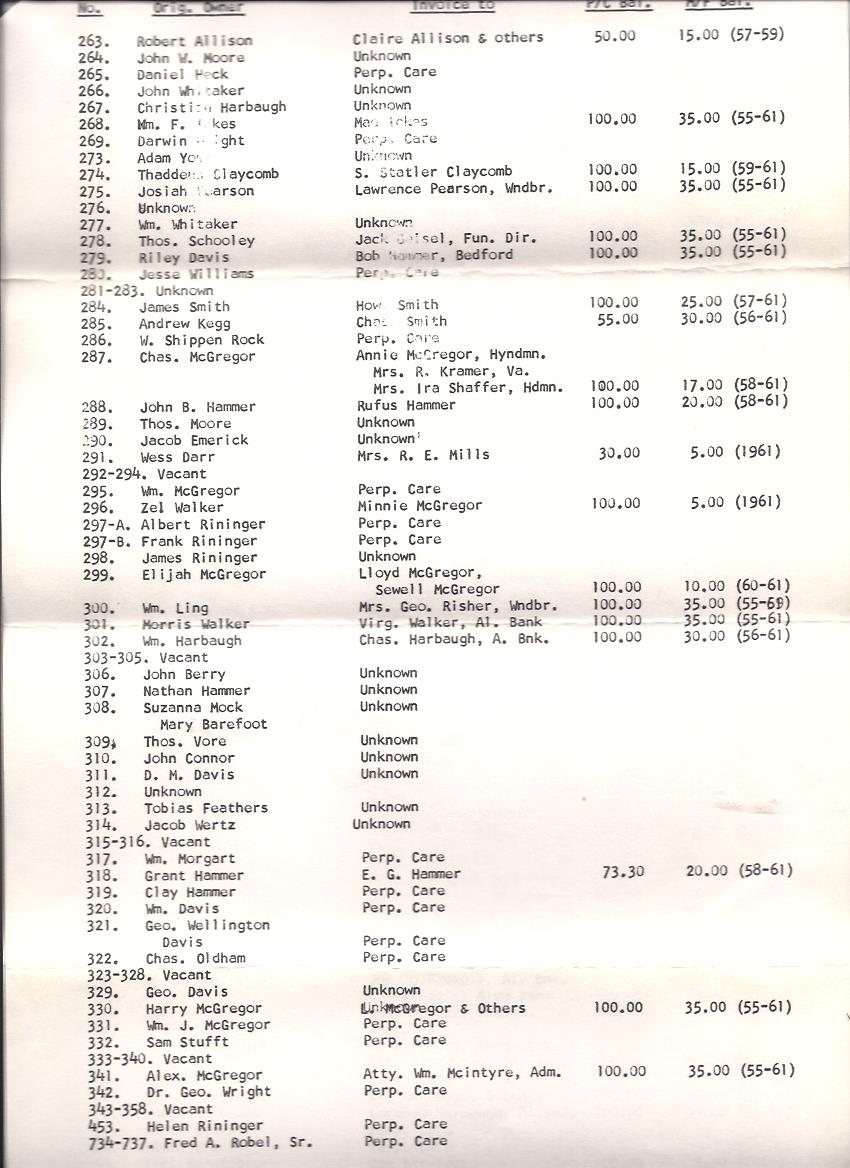 No. Orig. Owner Invoice to P/C Bal. M/F Bal.
263. Robert Allison Claire Allison & others 50.00 15.00 (57-59)
264. John W. Moore Unknown
265. Daniel Heck Perp. Care
266. John Whitaker Unknown
267. Christian Harbaugh Unknown
268. Wm. F. Mae Ickes 100.00 35.00 (55-61)
269. Darwin Perp. Care
273. Adam Unknown
274. Thaddeus Claycomb S. Statler Claycomb 100.00 15.00 (59-61)
275. Josiah Pearson Lawrence Pearson, Wndbr. 100.00 35.00 (55-61)
276. Unknown
277. Wm. Whitaker Unknown
278. Thos. Schooley Jack Fun. Dir. 100.00 35.00 (55-61)
279. Riley Davis Bob Hammer, Bedford 100.00 35.00 (55-61)
280. Jesse Williams Perp. Care
281-283. Unknown
284. James Smith How. Smith 100.00 25.00 (57-61)
285. Andrew Kegg Chas. Smith 55.00 30.00 (56-61)
286. W. Shippen Rock Perp. Care
287. Chas. McGregor Annie McGregor, Hyndmn.
Mrs. R. Kramer, Va.
Mrs. Ira Shaffer, Hdmn. 100.00 17.00 (58-61)
288. John B. Hammer Rufus Hammer 100.00 20.00 (58-61)
289. Thos. Moore Unknown
290. Jacob Emerick Unknown
291. Wess Darr Mrs. R. E. Mills 30.00 5.00 (1961)
292-294. Vacant
295. Wm. McGregor Perp. Care
296. Zel Walker Minnie McGregor 100.00 5.00 (1961)
297-A. Albert Rininger Perp. Care
297-B. Frank Rininger Perp. Care
298. James Rininger Unknown
299. Elijah McGregor Lloyd McGregor,
Sewell McGregor 100.00 10.00 (60-61)
300. Wm. Ling Mrs. Geo. Risher, Wndbr. 100.00 35.00 (55-61)
301. Morris Walker Virg. Walker, Al. Bank 100.00 35.00 (55-61)
302. Wm. Harbaugh Chas. Harbaugh, A. Bnk. 100.00 30.00 (56-61)
303-305. Vacant
306. John Berry Unknown
307. Nathan Hammer Unknown
308. Suzanna Mock Unknown
Mary Barefoot
309. Thos. Vore Unknown
310. John Connor Unknown
311. D. M. Davis Unknown
312. Unknown
313. Tobias Feathers Unknown
314. Jacob Wertz Unknown
315-316. Vacant
317. Wm. Morgart Perp. Care
318. Grant Hammer E. G. Hammer 73.30 20.00 (58-61)
319. Clay Hammer Perp. Care
320. Wm. Davis Perp. Care
321. Geo. Wellington
Davis Perp. Care
322. Chas. Oldham Perp. Care
323-328. Vacant
329. Geo. Davis Unknown
330. Harry McGregor McGregor & Others 100.00 35.00 (55-61)
331. Wm. J. McGregor Perp. Care
332. Sam Stufft Perp. Care
333-340. Vacant
341. Alex. McGregor Atty. Wm. Mcintyre, Adm. 100.00 35.00 (55-61)
342. Dr. Geo. Wright Perp. Care
343-358. Vacant
453. Helen Rininger Perp. Care
734-737. Fred A. Robel, Sr. Perp. Care